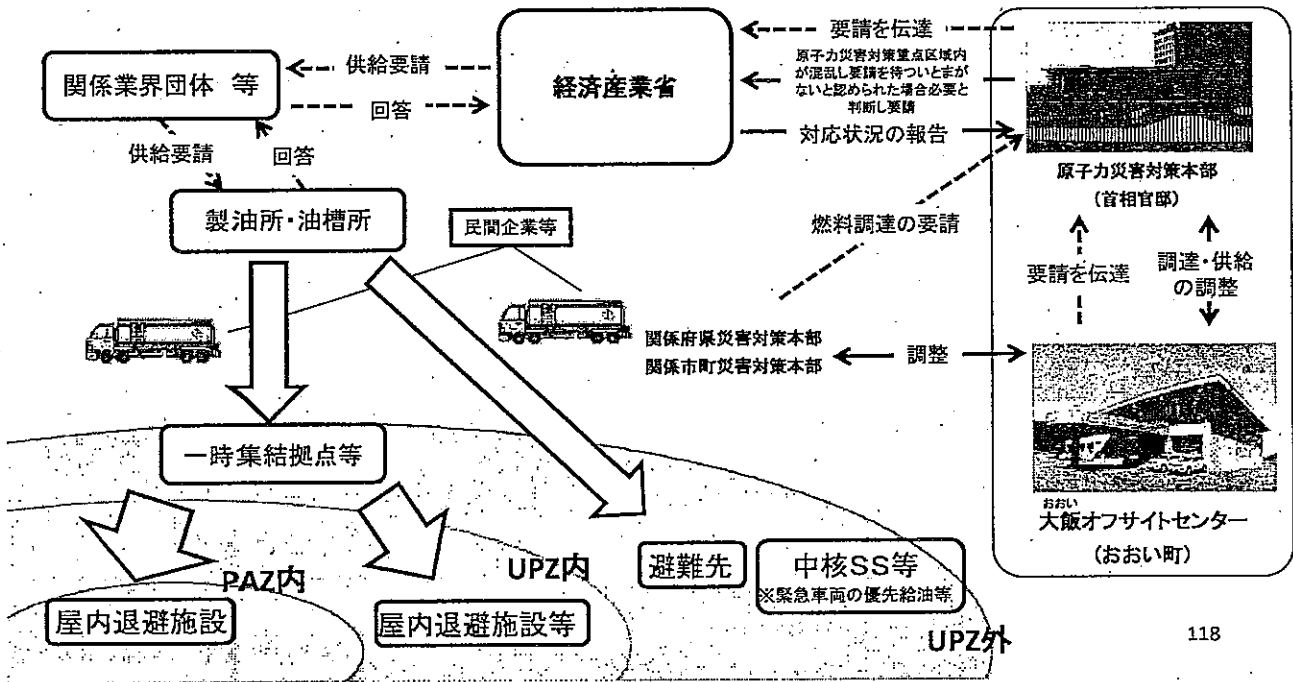 関係業界団体 等
供給要請
回答
経済産業省
要請を伝達
原子力災害対策重点区域内
が混乱し要請を待ついとまが
ないと認められた場合必要と
判断し要請
対応状況の報告
供給要請
回答
製油所・油槽所
民間企業等
燃料調達の要請
原子力災害対策本部
(首相官邸)
要請を伝達
調達・供給
の調整
関係府県災害対策本部
関係市町災害対策本部
調整
一時集結拠点等
おおい
大飯オフサイトセンター
(おおい町)
PAZ内
UPZ内
避難先
中核SS等
※緊急車両の優先給油等
屋内退避施設
屋内退避施設等
UPZ外
118